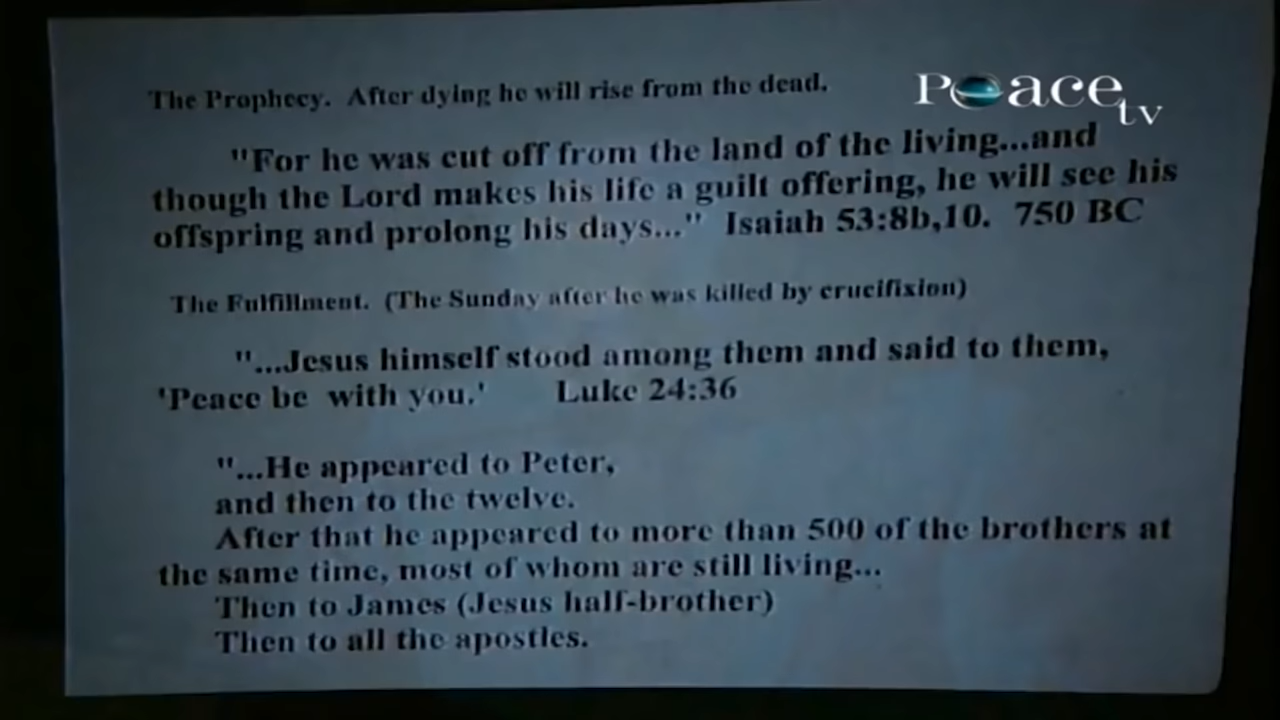 Peace tv
The Prophecy. After dying he will rise from the dead.
"For he was cut off from the land of the living...and
though the Lord makes his life a guilt offering, he will see his
offspring and prolong his days..." Isaiah 53:8b,10. 750 BC
The Fulfillment. (The Sunday after he was killed by crucifixion)
"...Jesus himself stood among them and said to them,
'Peace be with you.' Luke 24:36
"...He appeared to Peter,
and then to the twelve.
After that he appeared to more than 500 of the brothers at
the same time, most of whom are still living...
Then to James (Jesus half-brother)
Then to all the apostles.